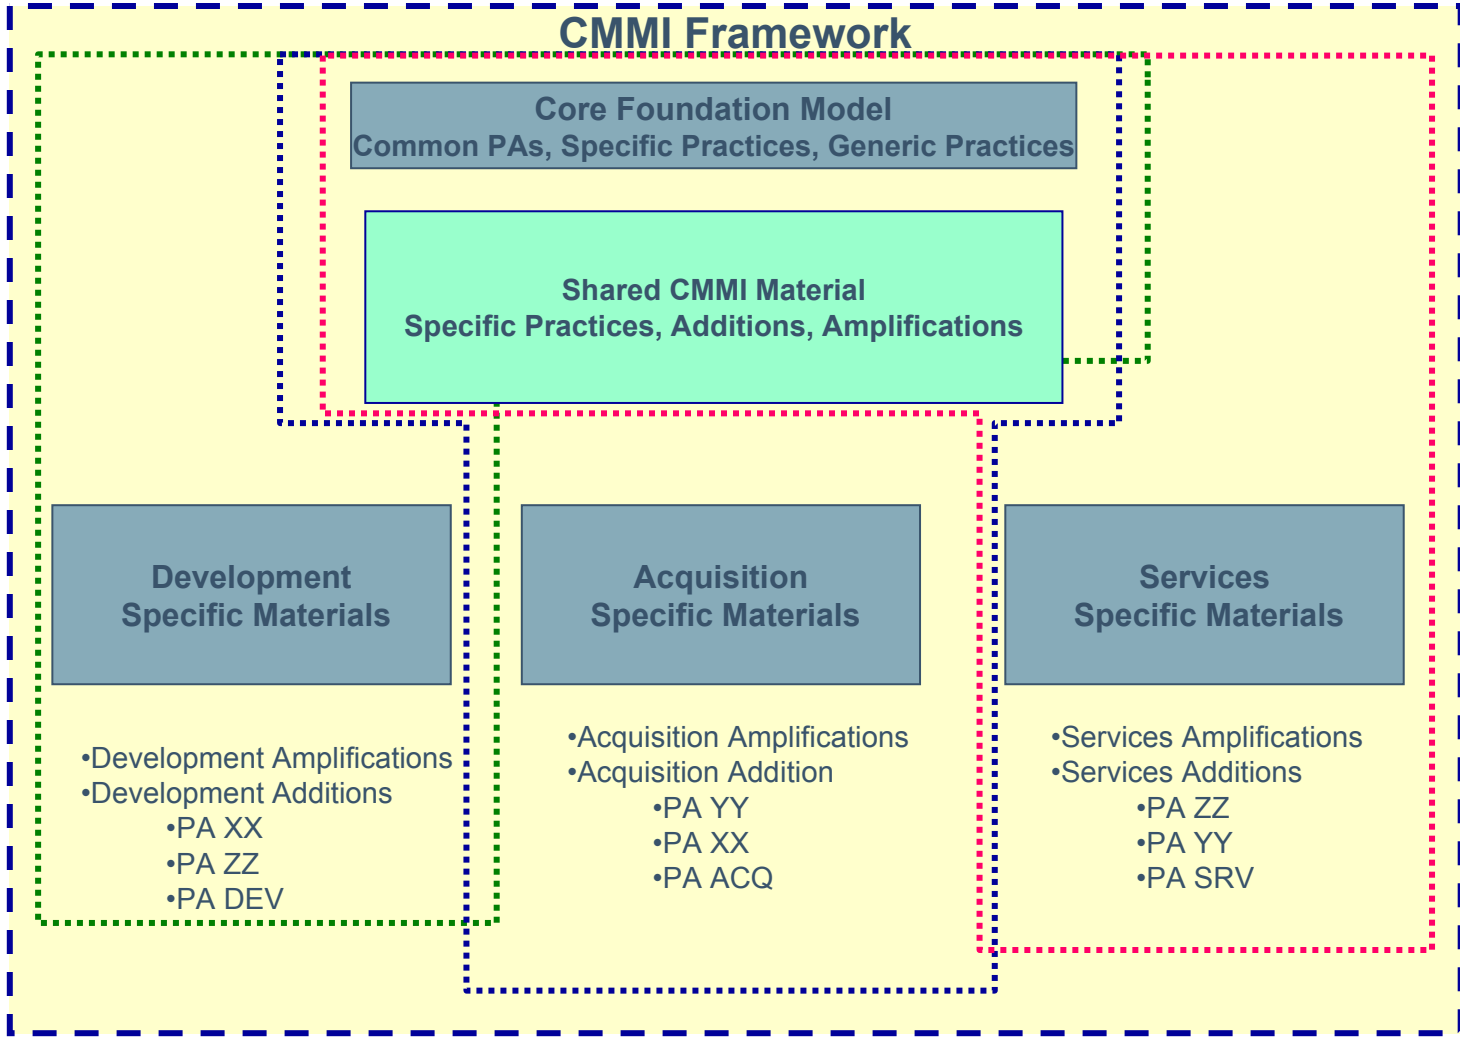 CMMI Framework
Core Foundation Model
Common PAs, Specific Practices, Generic Practices
Shared CMMI Material
Specific Practices, Additions, Amplifications
Development
Specific Materials
Acquisition
Specific Materials
Services
Specific Materials
•Development Amplifications
•Development Additions
•PA XX
•PA ZZ
•PA DEV
•Acquisition Amplifications
•Acquisition Addition
•PA YY
•PA XX
•PA ACQ
•Services Amplifications
•Services Additions
•PA ZZ
•PA YY
•PA SRV